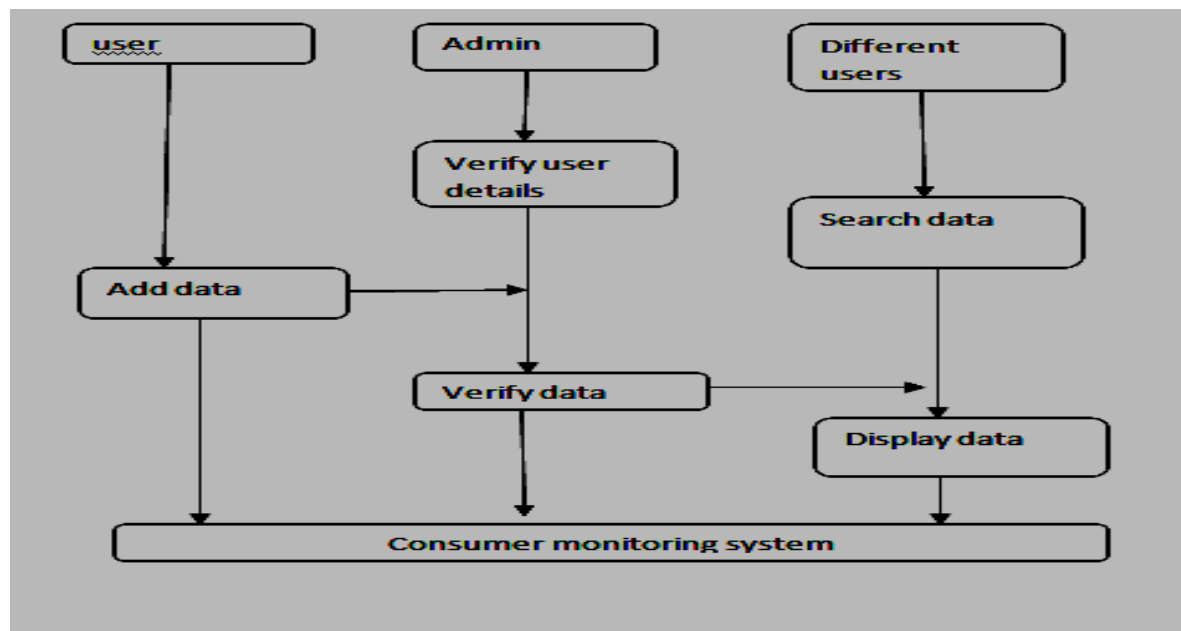 user
Admin
Different
users
Verify user
details
Search data
Add data
Verify data
Display data
Consumer monitoring system